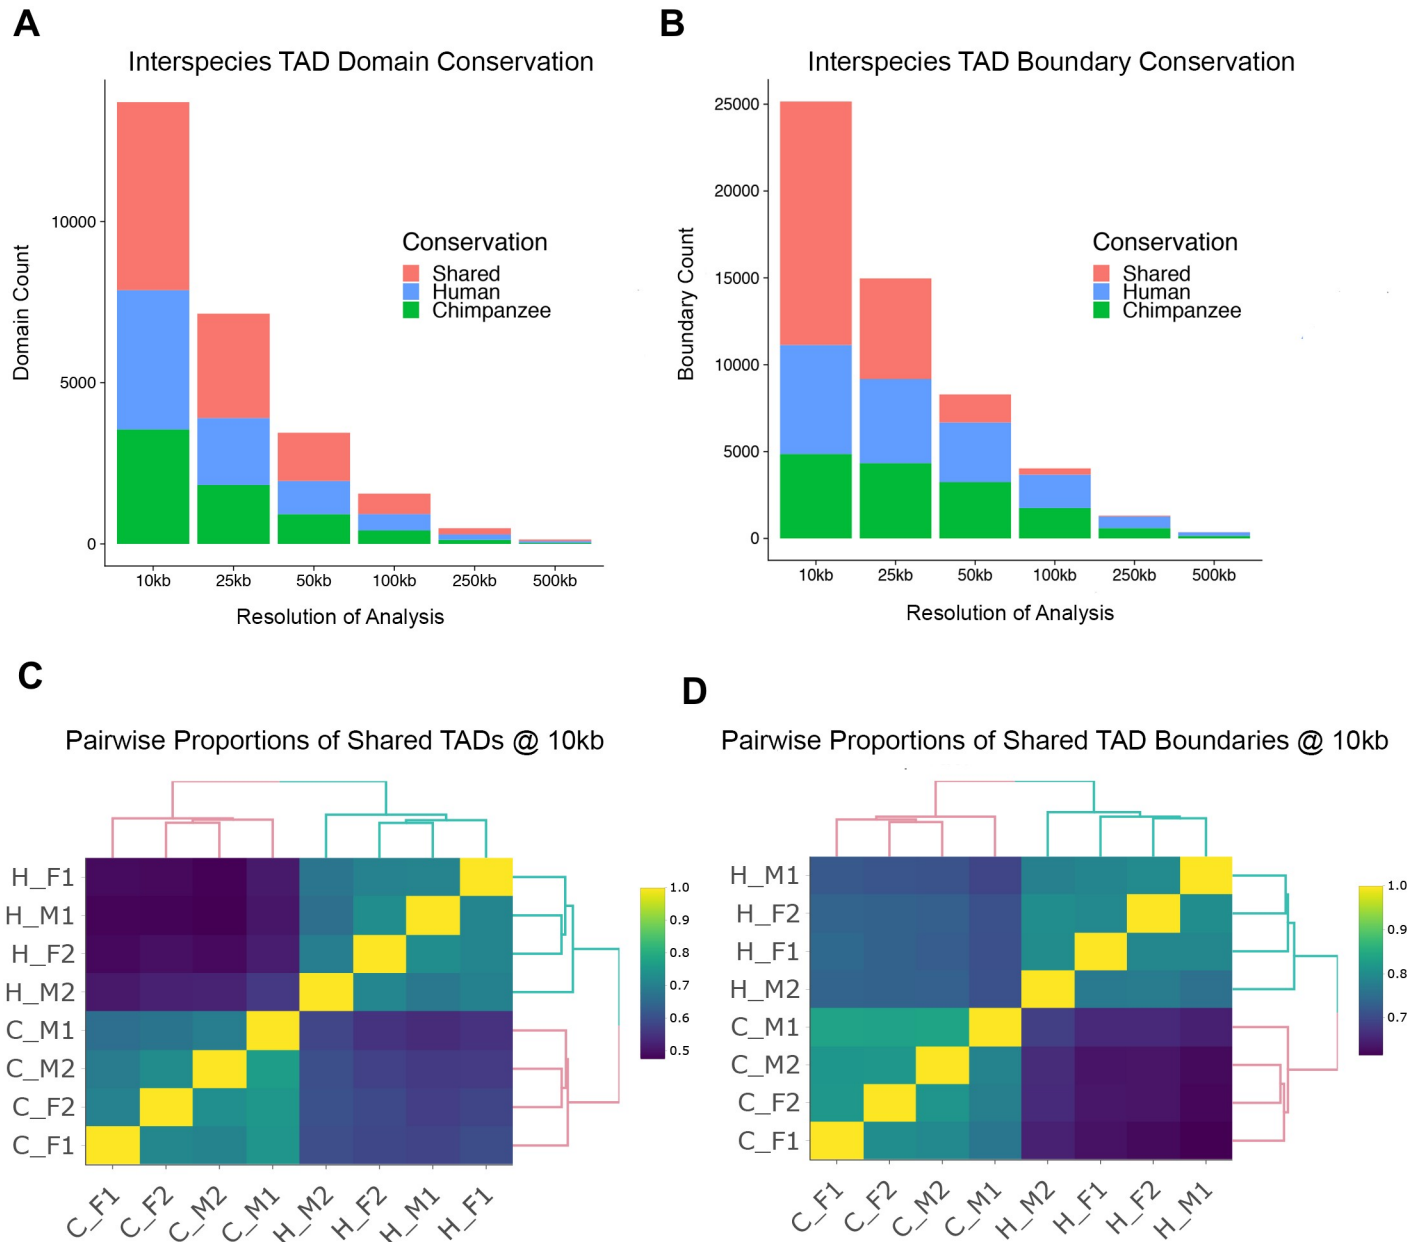 A
Interspecies TAD Domain Conservation
Domain Count
10000
5000
0
Conservation
Shared
Human
Chimpanzee
10kb 25kb 50kb 100kb 250kb 500kb
Resolution of Analysis
B
Interspecies TAD Boundary Conservation
Boundary Count
25000
20000
15000
10000
5000
0
Conservation
Shared
Human
Chimpanzee
10kb 25kb 50kb 100kb 250kb 500kb
Resolution of Analysis
C
Pairwise Proportions of Shared TADs @ 10kb
H_F1
H_M1
H_F2
H_M2
C_M1
C_M2
C_F2
C_F1
C_F1 C_F2 C_M2 C_M1 H_M2 H_F2 H_M1 H_F1
1.0
0.9
0.8
0.7
0.6
0.5
D
Pairwise Proportions of Shared TAD Boundaries @ 10kb
H_M1
H_F2
H_F1
H_M2
C_M1
C_M2
C_F2
C_F1
C_F1 C_F2 C_M2 C_M1 H_M2 H_F1 H_F2 H_M1
1.0
0.9
0.8
0.7